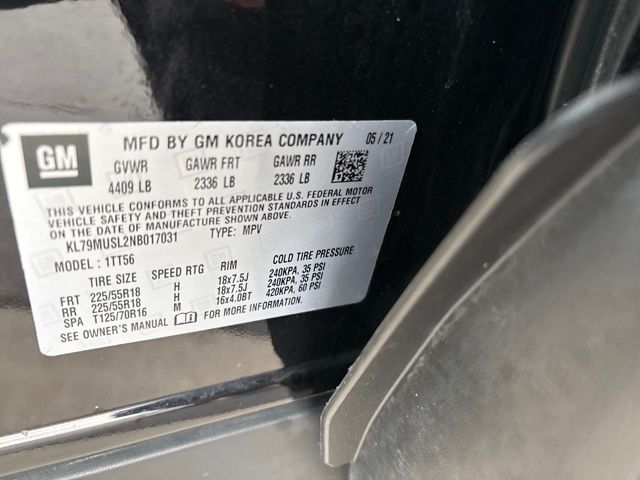 GM
MFD BY GM KOREA COMPANY 05/21
GVWR GAWR FRT GAWR RR
4409 LB 2336 LB 2336 LB
THIS VEHICLE CONFORMS TO ALL APPLICABLE U.S. FEDERAL MOTOR
VEHICLE SAFETY AND THEFT PREVENTION STANDARDS IN EFFECT
ON THE DATE OF MANUFACTURE SHOWN ABOVE.
KL79MUSL2NB017031 TYPE: MPV
MODEL: 1TT56
TIRE SIZE SPEED RTG RIM COLD TIRE PRESSURE
FRT 225/55R18 H 18x7.5J 240KPA, 35 PSI
RR 225/55R18 H 18x7.5J 240KPA, 35 PSI
SPA T125/70R16 M 16x4.0BT 420KPA, 60 PSI
SEE OWNER'S MANUAL FOR MORE INFORMATION.